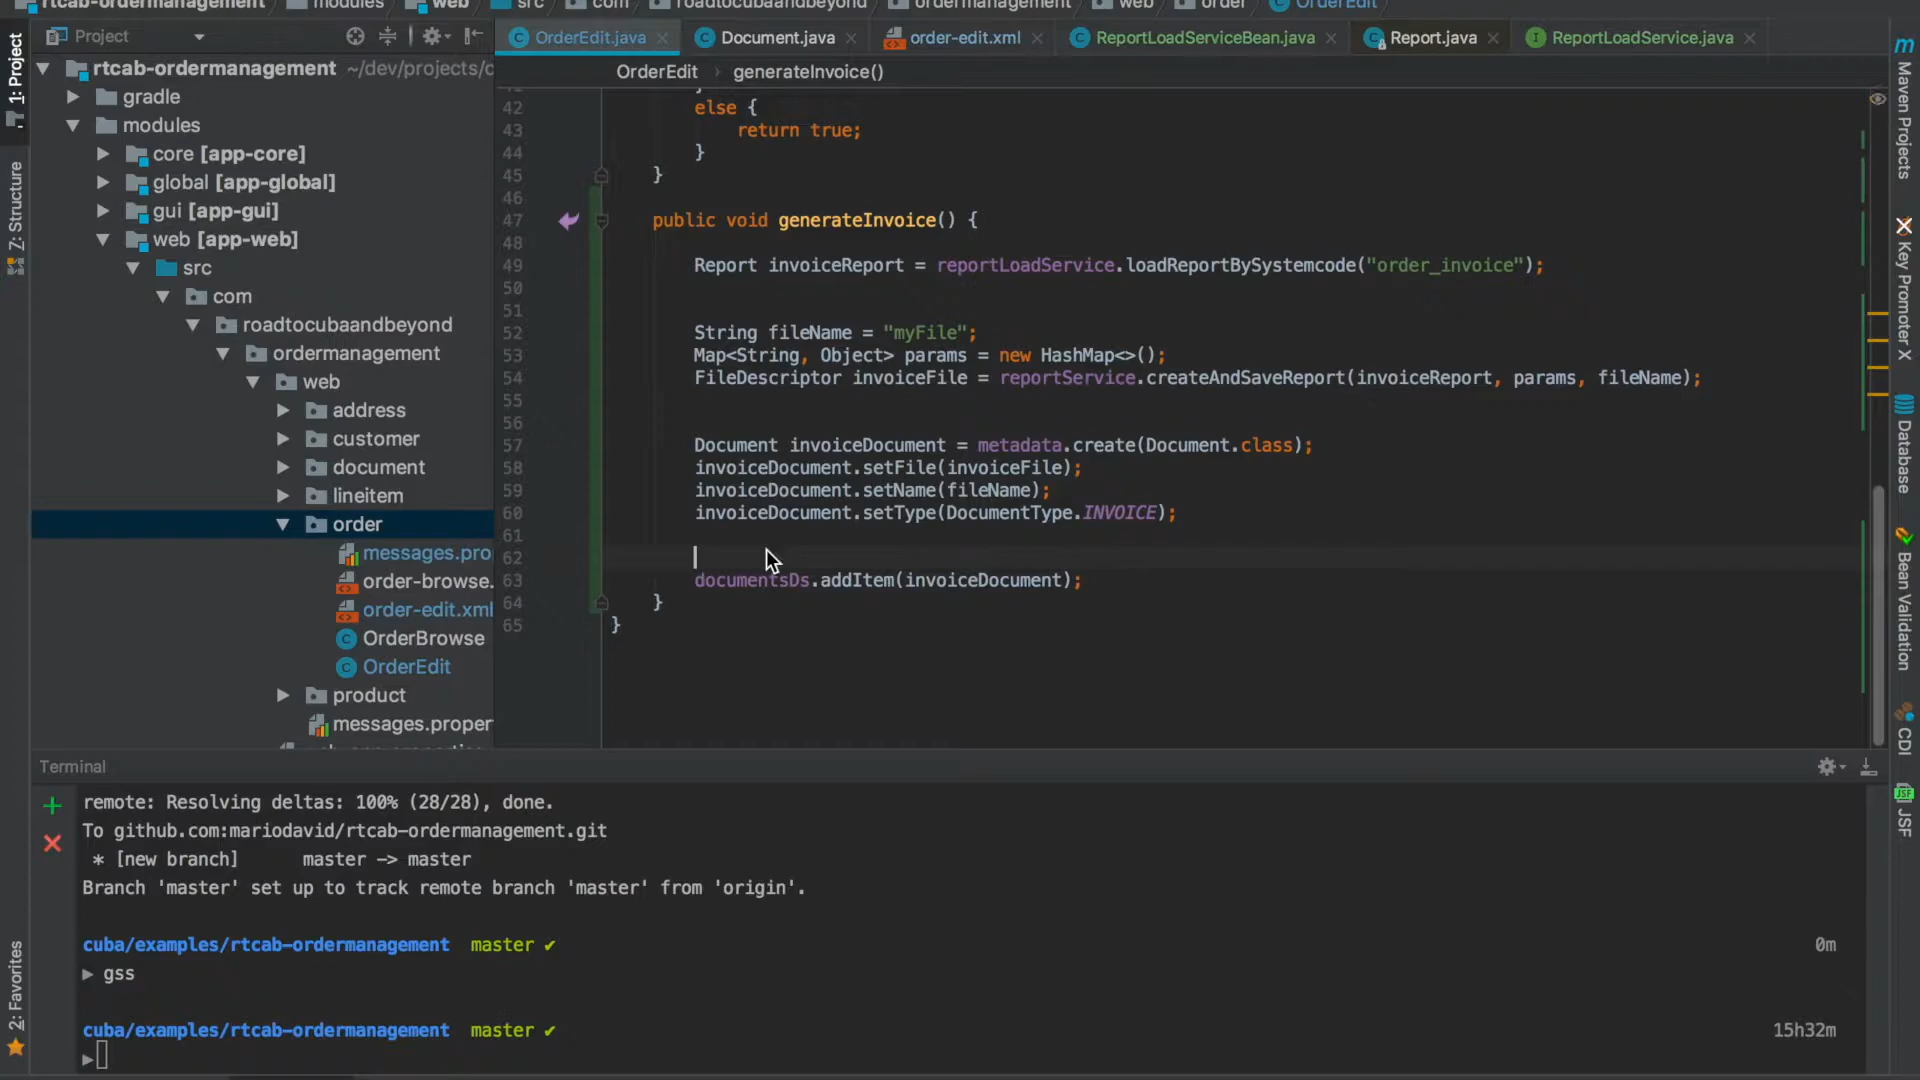 rtcab-ordermanagement modules web src com roadtocubaandbeyond ordermanagement web order OrderEdit
Project
OrderEdit.java
Document.java
order-edit.xml
ReportLoadServiceBean.java
Report.java
ReportLoadService.java
OrderEdit generateInvoice()
1: Project
Z: Structure
2: Favorites
rtcab-ordermanagement ~/dev/projects/c
gradle
modules
core [app-core]
global [app-global]
gui [app-gui]
web [app-web]
src
com
roadtocubaandbeyond
ordermanagement
web
address
customer
document
lineitem
order
messages.pro
order-browse.
order-edit.xml
OrderBrowse
OrderEdit
product
messages.proper
42 else {
43 return true;
44 }
45 }
46
47 public void generateInvoice() {
48
49 Report invoiceReport = reportLoadService.loadReportBySystemcode("order_invoice");
50
51
52 String fileName = "myFile";
53 Map<String, Object> params = new HashMap<>();
54 FileDescriptor invoiceFile = reportService.createAndSaveReport(invoiceReport, params, fileName);
55
56
57 Document invoiceDocument = metadata.create(Document.class);
58 invoiceDocument.setFile(invoiceFile);
59 invoiceDocument.setName(fileName);
60 invoiceDocument.setType(DocumentType.INVOICE);
61
62
63 documentsDs.addItem(invoiceDocument);
64 }
65 }
m
Maven Projects
Key Promoter X
Database
Bean Validation
CDI
JSF
JSF
Terminal
remote: Resolving deltas: 100% (28/28), done.
To github.com:mariodavid/rtcab-ordermanagement.git
* [new branch] master -> master
Branch 'master' set up to track remote branch 'master' from 'origin'.
cuba/examples/rtcab-ordermanagement master ✔ 0m
▶ gss
cuba/examples/rtcab-ordermanagement master ✔ 15h32m
▶